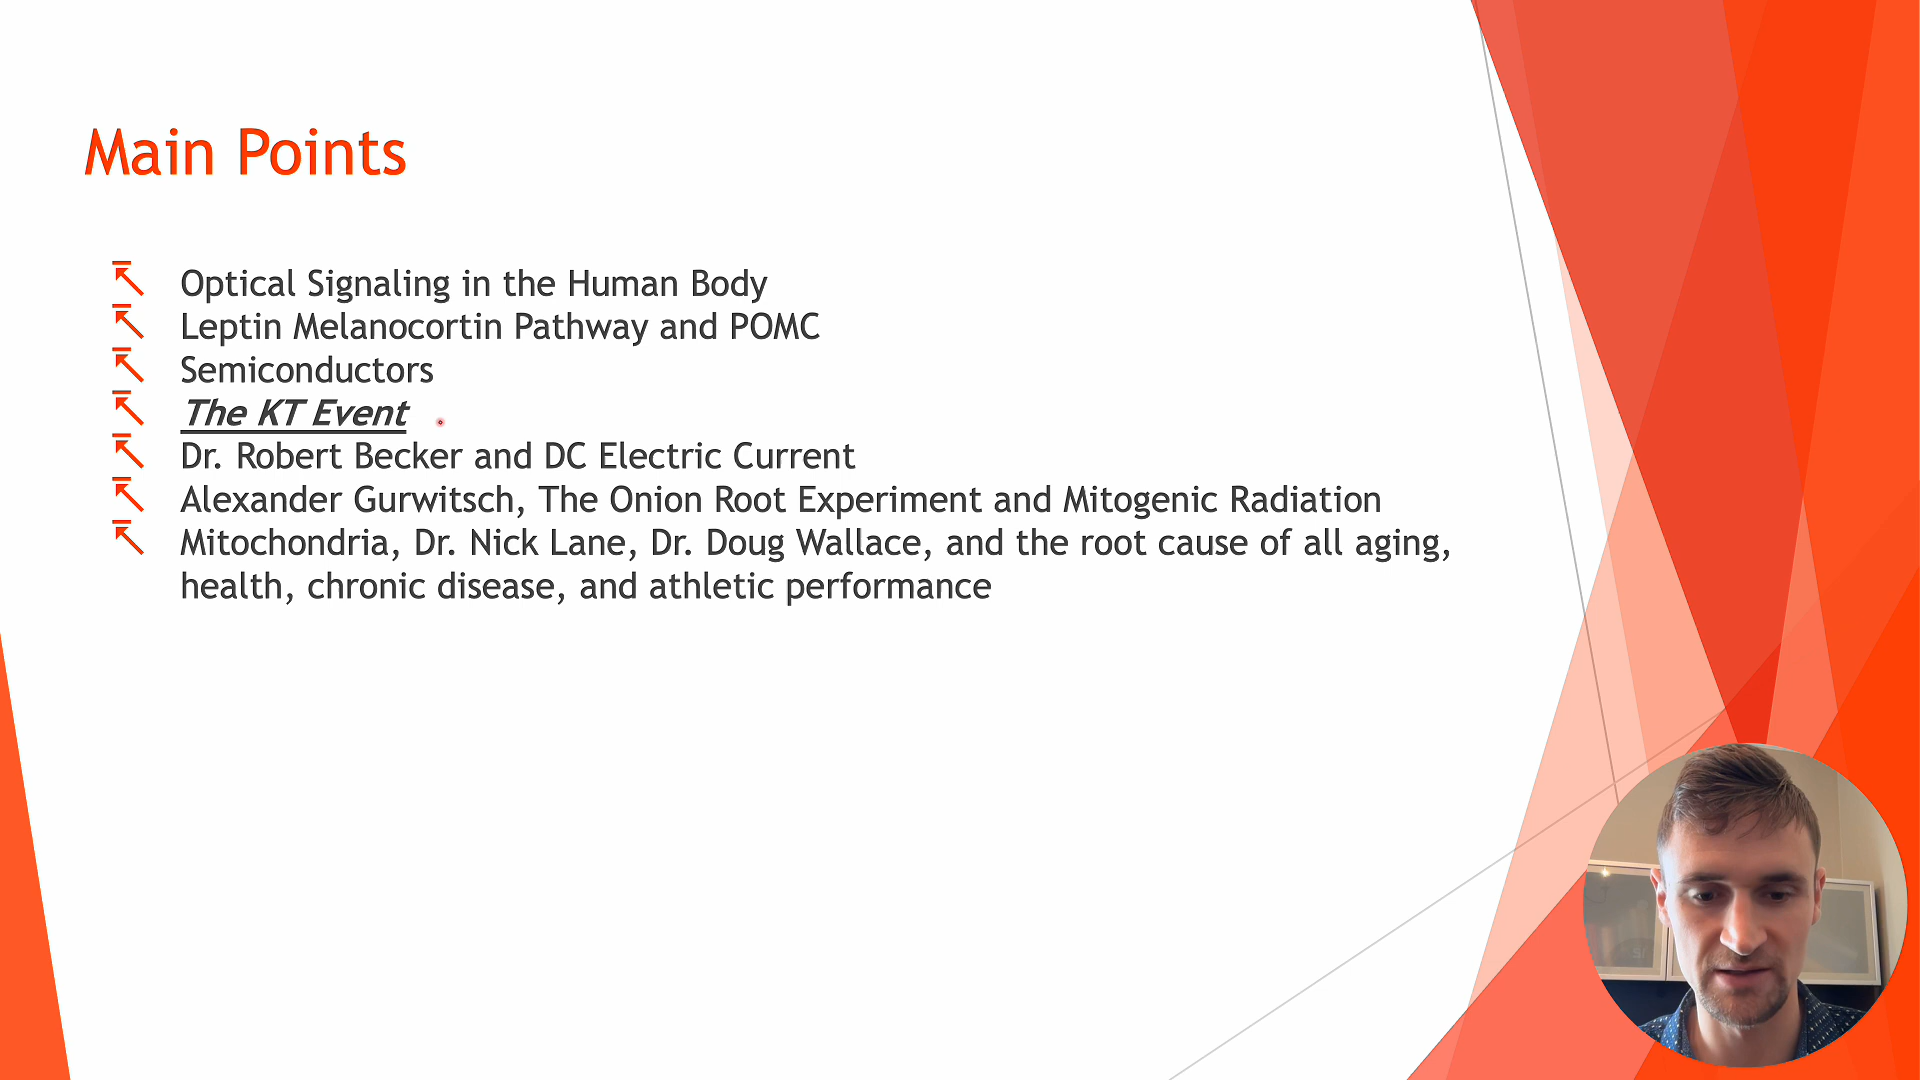 Main Points
Optical Signaling in the Human Body
Leptin Melanocortin Pathway and POMC
Semiconductors
The KT Event
Dr. Robert Becker and DC Electric Current
Alexander Gurwitsch, The Onion Root Experiment and Mitogenic Radiation
Mitochondria, Dr. Nick Lane, Dr. Doug Wallace, and the root cause of all aging,
health, chronic disease, and athletic performance